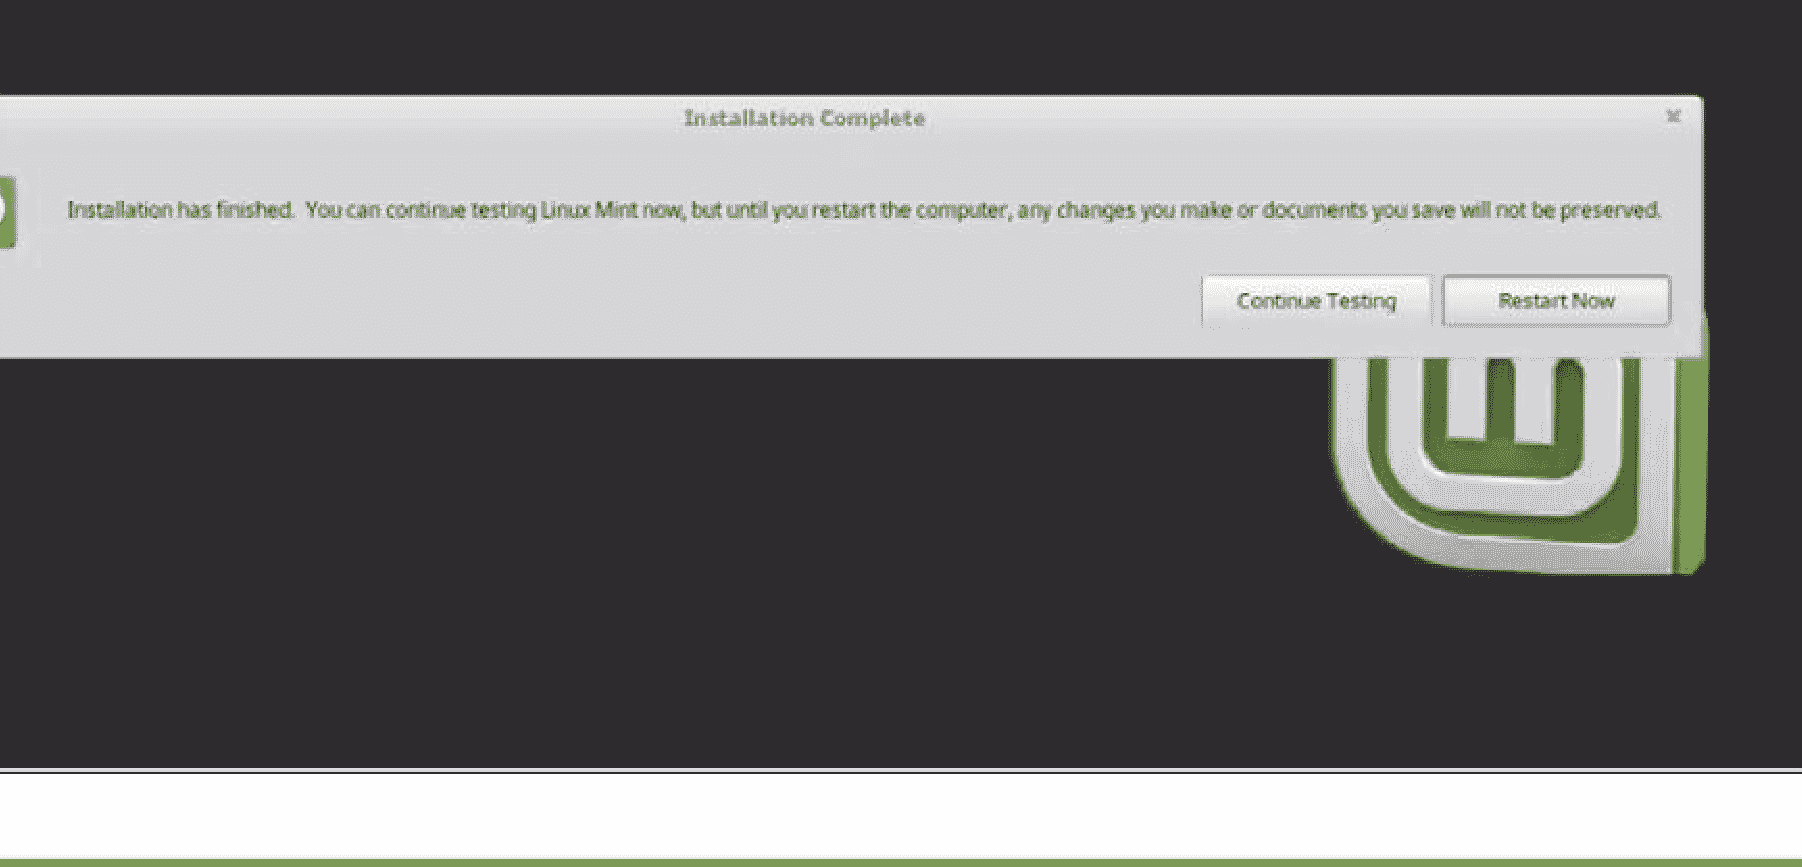 Installation Complete
Installation has finished. You can continue testing Linux Mint now, but until you restart the computer, any changes you make or documents you save will not be preserved.
Continue Testing Restart Now